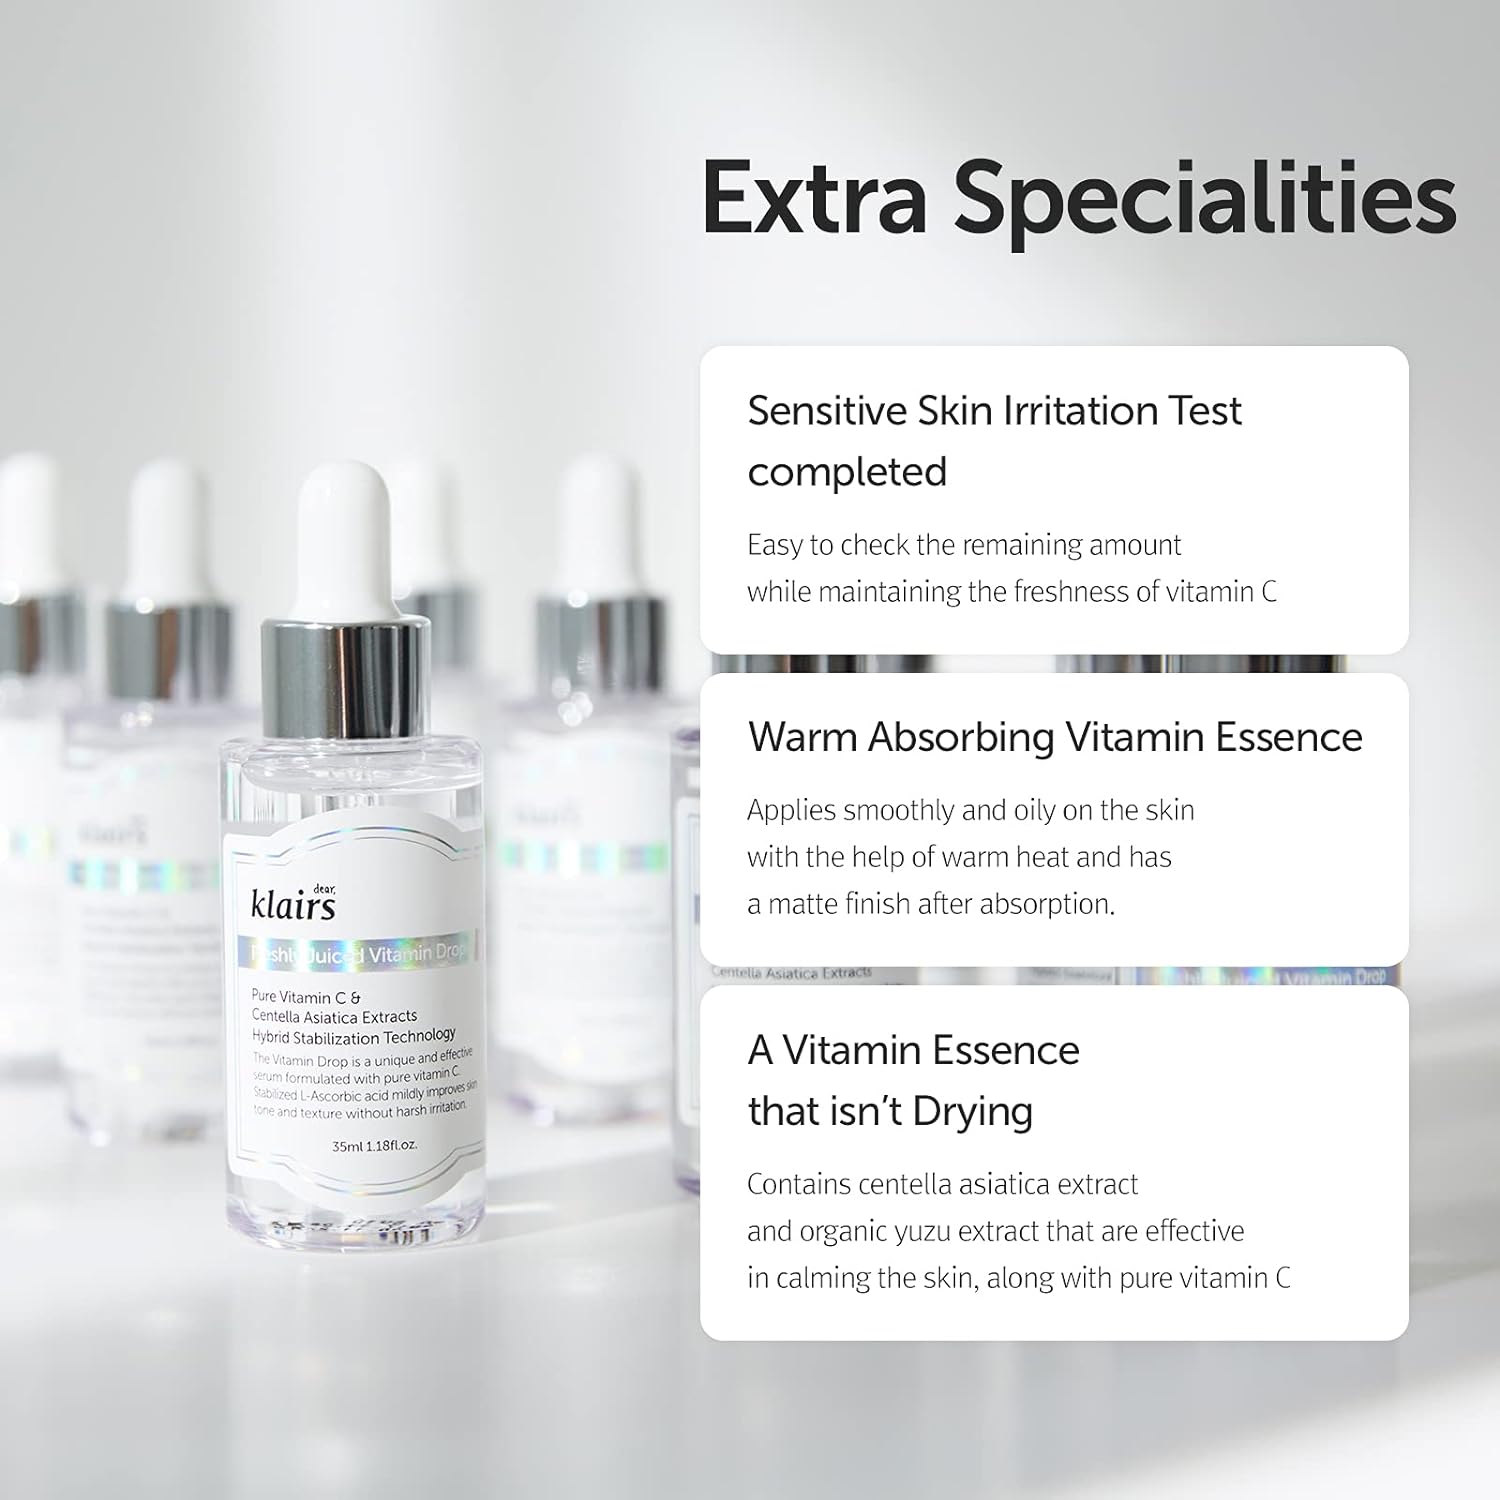 Extra Specialities
Sensitive Skin Irritation Test
completed
Easy to check the remaining amount
while maintaining the freshness of vitamin C
Warm Absorbing Vitamin Essence
Applies smoothly and oily on the skin
with the help of warm heat and has
a matte finish after absorption.
Centella Asiatica Extracts
Vitamin Drop
A Vitamin Essence
that isn't Drying
Contains centella asiatica extract
and organic yuzu extract that are effective
in calming the skin, along with pure vitamin C
dear,
klairs
Freshly Juiced Vitamin Drop
Pure Vitamin C &
Centella Asiatica Extracts
Hybrid Stabilization Technology
The Vitamin Drop is a unique and effective
serum formulated with pure vitamin C.
Stabilized L-Ascorbic acid mildly improves skin
tone and texture without harsh irritation.
35ml 1.18fl.oz.
klairs
klairs